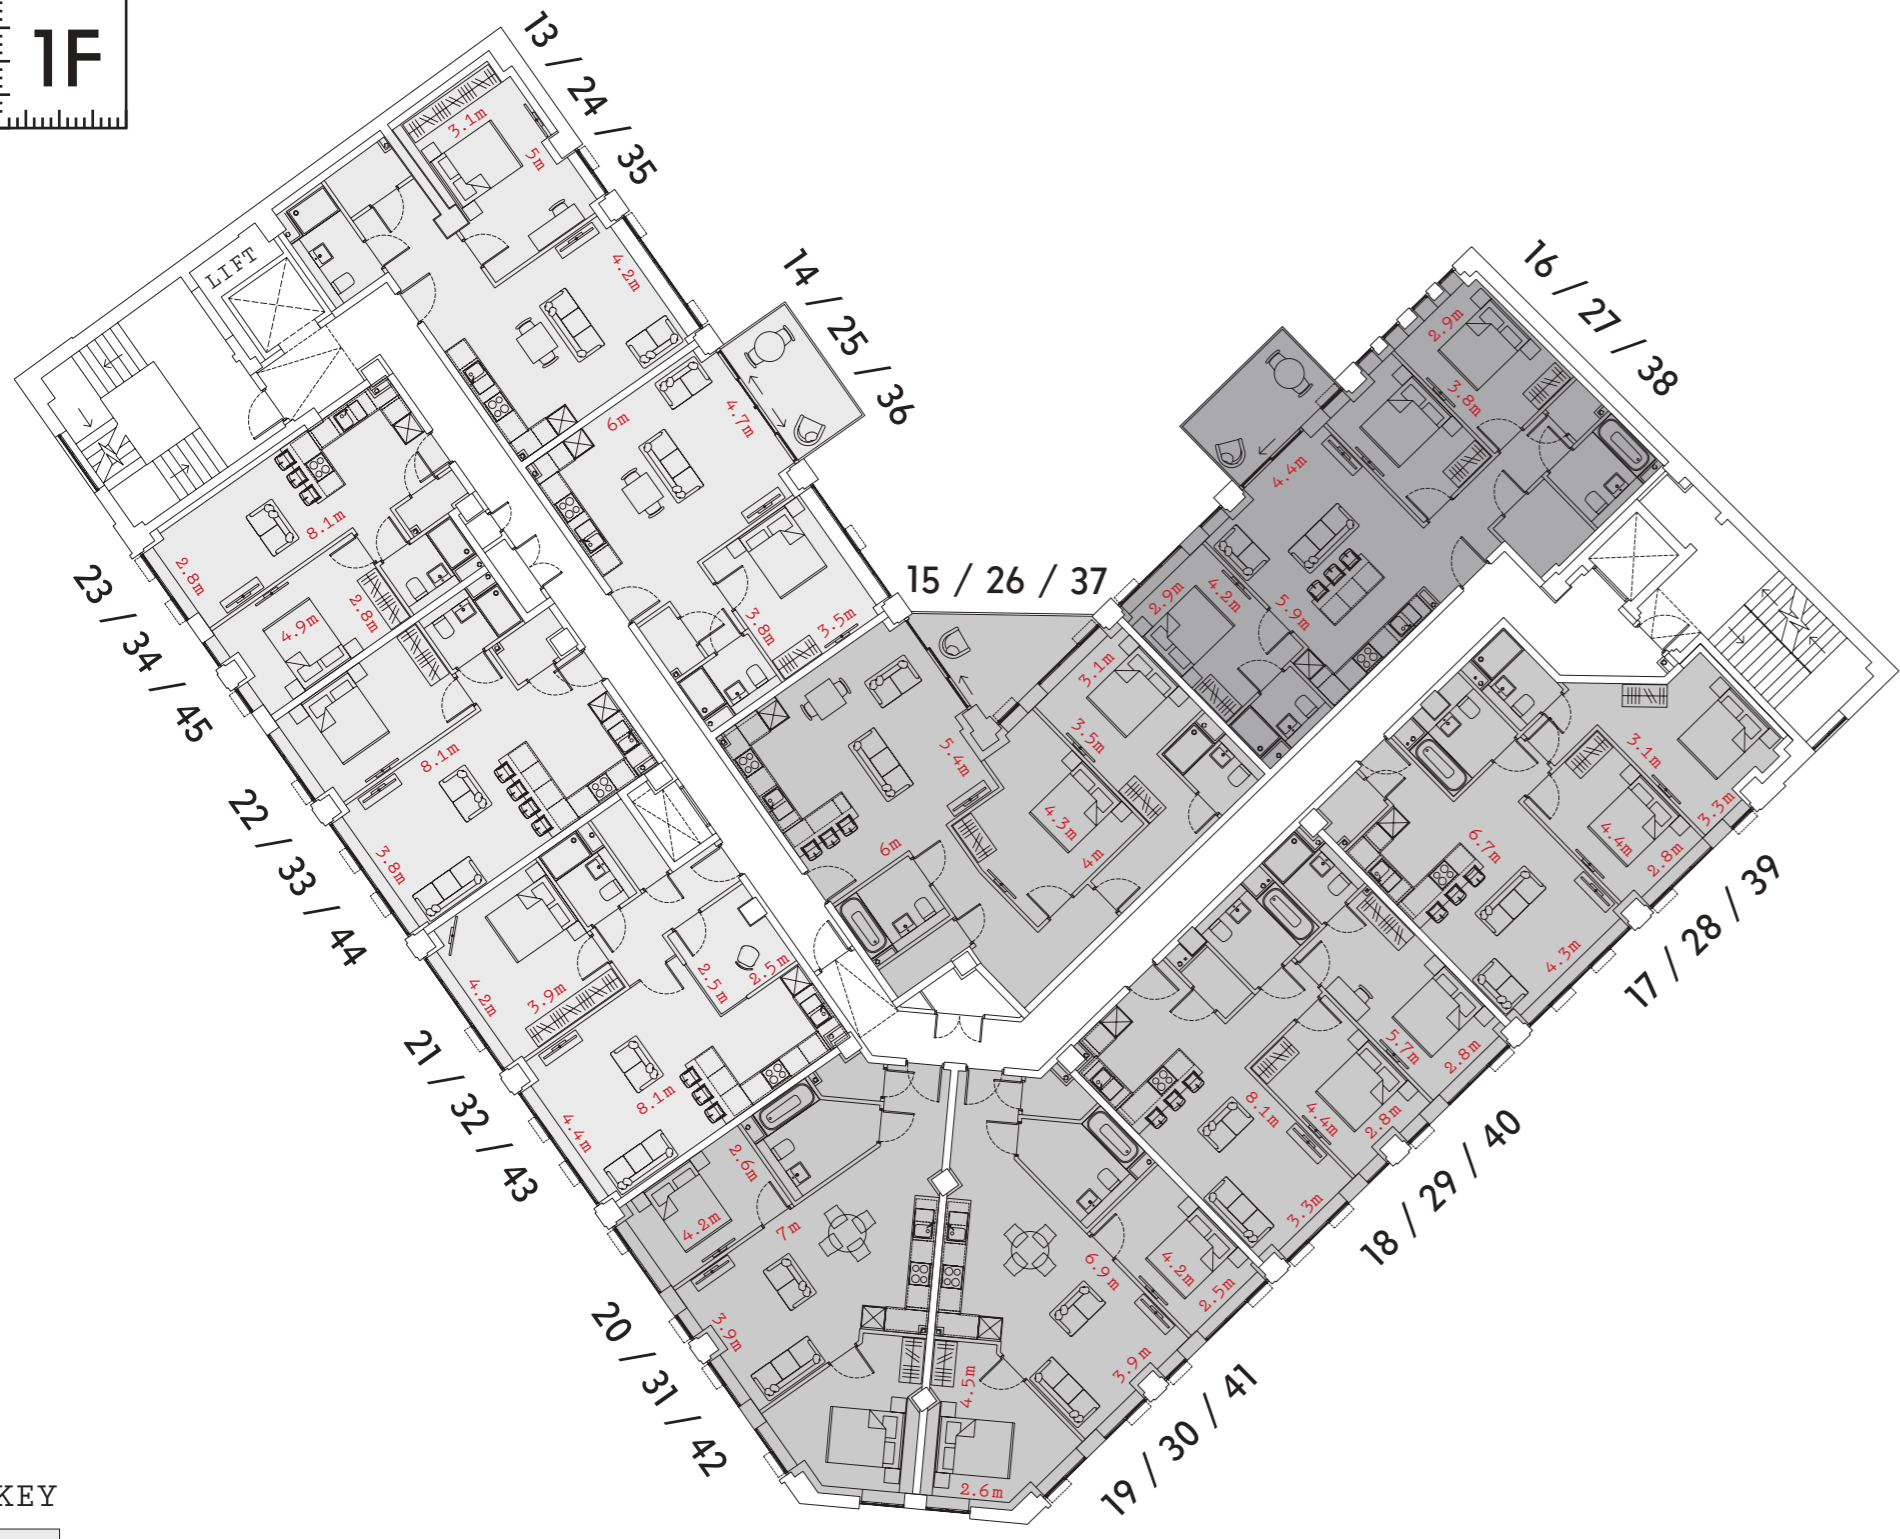 1F
13 / 24 / 35
3.1m
5m
LIFT
4.2m
14 / 25 / 36
6m
4.7m
3.8m
3.5m
15 / 26 / 37
16 / 27 / 38
2.9m
3.8m
4.4m
2.9m
4.2m
5.9m
8.1m
2.8m
4.9m
2.8m
23 / 34 / 45
8.1m
3.8m
22 / 33 / 44
5.4m
6m
3.1m
3.5m
4.3m
4m
3.1m
3.3m
4.4m
2.8m
6.7m
4.3m
17 / 28 / 39
4.2m
3.9m
2.5m
2.5m
21 / 32 / 43
8.1m
4.4m
5.7m
2.8m
8.1m
4.4m
2.8m
3.3m
18 / 29 / 40
2.6m
4.2m
7m
3.9m
20 / 31 / 42
6.9m
4.2m
2.5m
3.9m
4.5m
2.6m
19 / 30 / 41
KEY